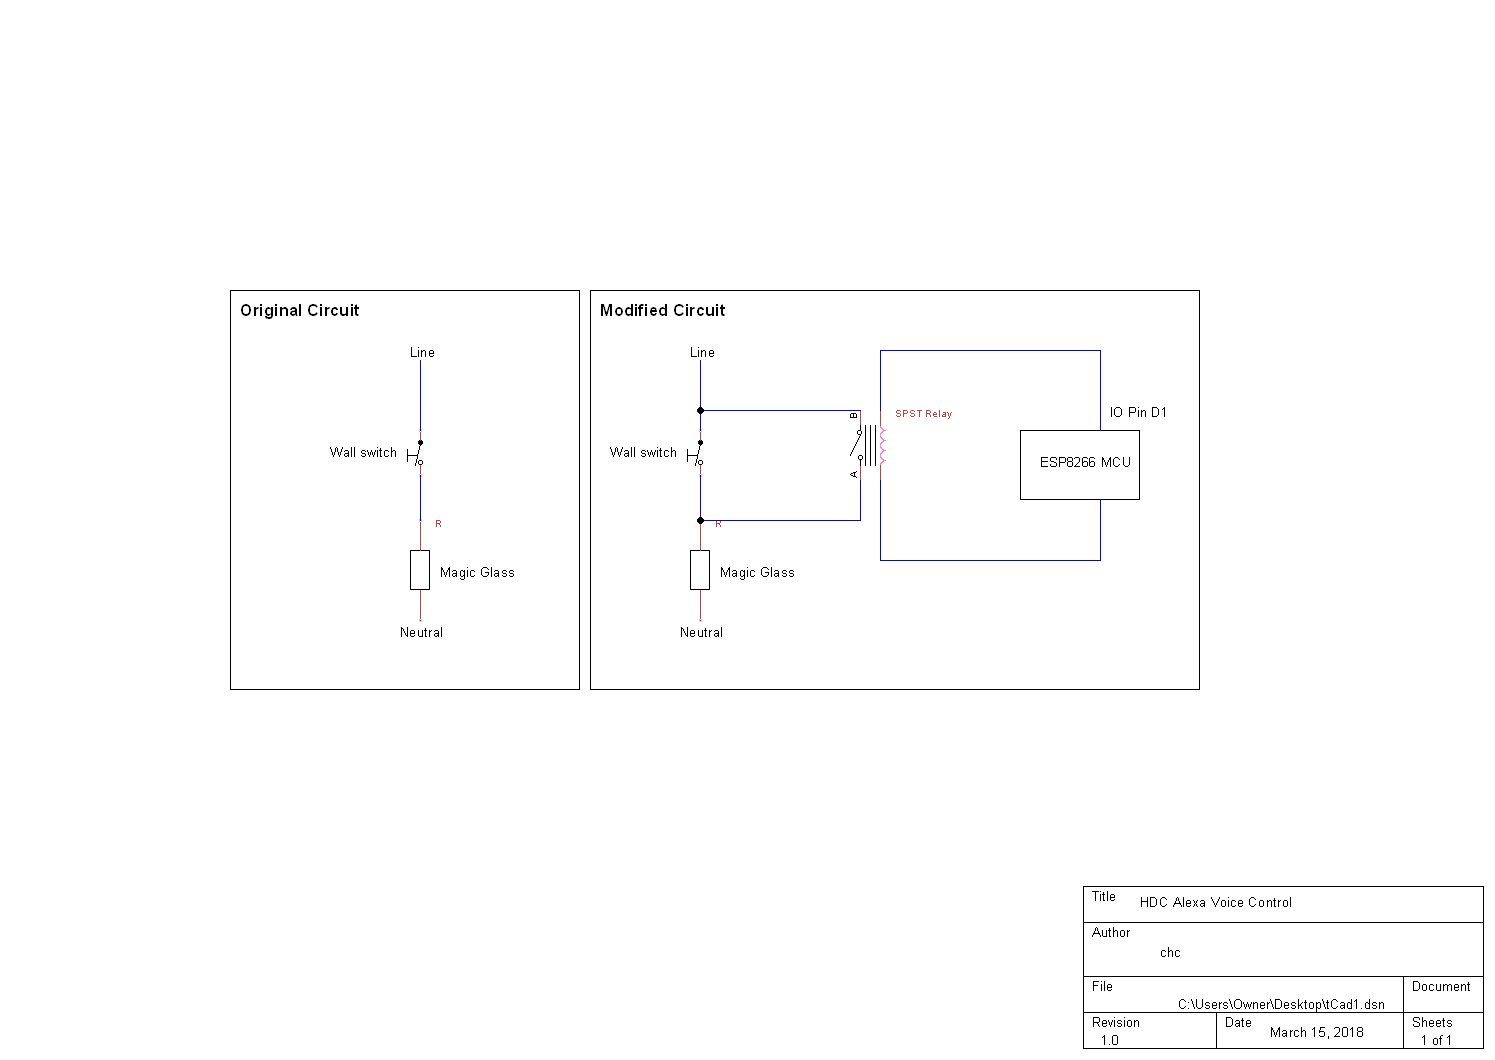 Original Circuit
Line
Wall switch
R
Magic Glass
Neutral
Modified Circuit
Line
IO Pin D1
B
SPST Relay
Wall switch
ESP8266 MCU
A
R
Magic Glass
Neutral
Title
HDC Alexa Voice Control
Author
chc
File
Document
C:\Users\Owner\Desktop\tCad1.dsn
Revision
Date
Sheets
1.0
March 15, 2018
1 of 1